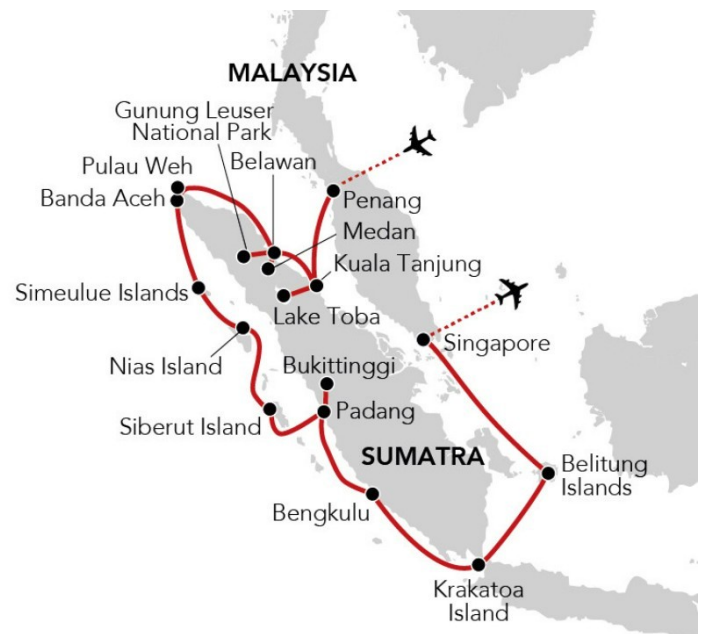 MALAYSIA
Gunung Leuser
National Park
Belawan
Pulau Weh
Banda Aceh
Penang
Medan
Kuala Tanjung
Simeulue Islands
Lake Toba
Singapore
Nias Island
Bukittinggi
Siberut Island
Padang
SUMATRA
Belitung
Islands
Bengkulu
Krakatoa
Island